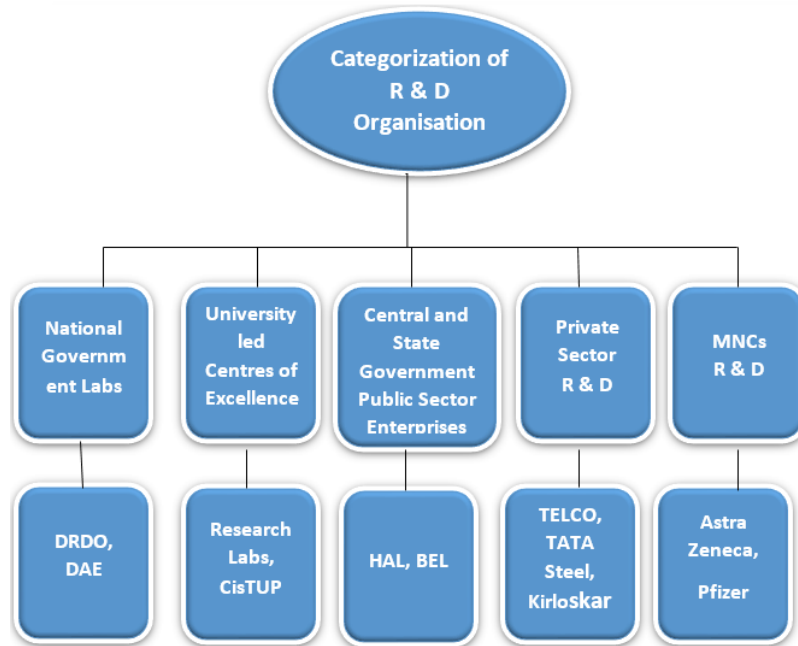 Categorization of
R & D
Organisation
National
Governm
ent Labs
University
led
Centres of
Excellence
Central and
State
Government
Public Sector
Enterprises
Private
Sector
R & D
MNCs
R & D
DRDO,
DAE
Research
Labs,
CisTUP
HAL, BEL
TELCO,
TATA
Steel,
Kirloskar
Astra
Zeneca,
Pfizer